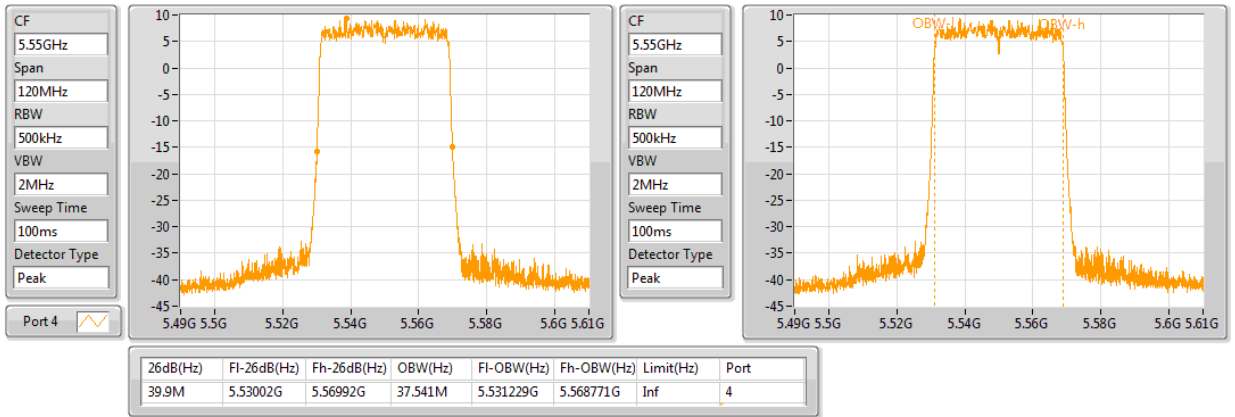 CF
5.55GHz
Span
120MHz
RBW
500kHz
VBW
2MHz
Sweep Time
100ms
Detector Type
Peak
Port 4
10
5
0
-5
-10
-15
-20
-25
-30
-35
-40
-45
5.49G 5.5G 5.52G 5.54G 5.56G 5.58G 5.6G 5.61G
CF
5.55GHz
Span
120MHz
RBW
500kHz
VBW
2MHz
Sweep Time
100ms
Detector Type
Peak
10
5
0
-5
-10
-15
-20
-25
-30
-35
-40
-45
OBW-l OBW-h
5.49G 5.5G 5.52G 5.54G 5.56G 5.58G 5.6G 5.61G
26dB(Hz) Fl-26dB(Hz) Fh-26dB(Hz) OBW(Hz) Fl-OBW(Hz) Fh-OBW(Hz) Limit(Hz) Port
39.9M 5.53002G 5.56992G 37.541M 5.531229G 5.568771G Inf 4